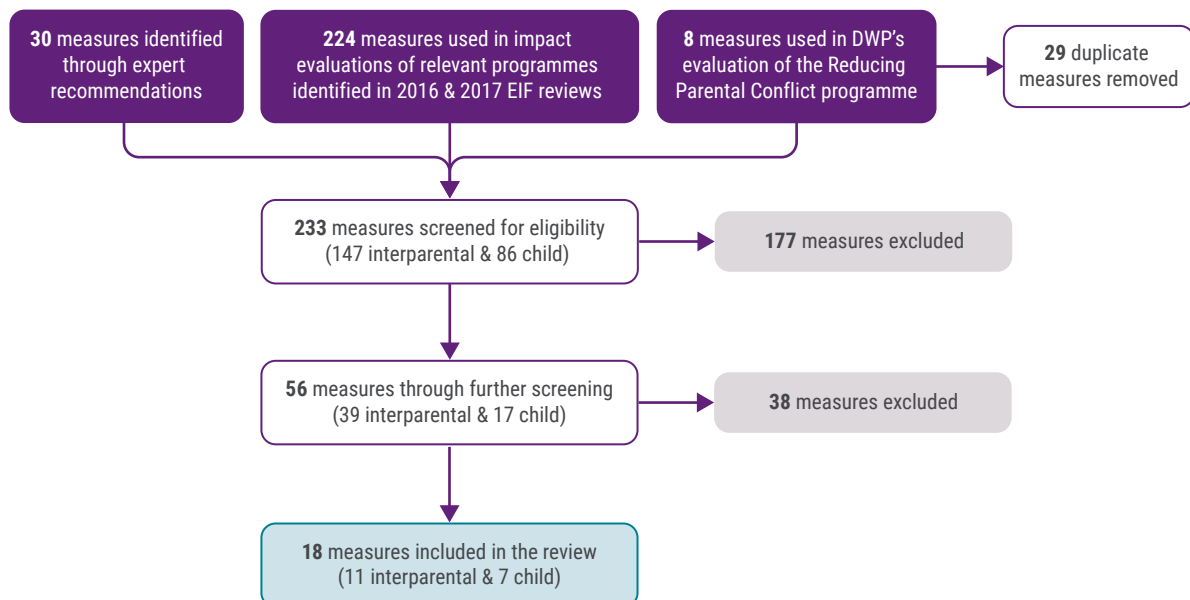 30 measures identified
through expert
recommendations
224 measures used in impact
evaluations of relevant programmes
identified in 2016 & 2017 EIF reviews
8 measures used in DWP’s
evaluation of the Reducing
Parental Conflict programme
29 duplicate
measures removed
233 measures screened for eligibility
(147 interparental & 86 child)
177 measures excluded
56 measures through further screening
(39 interparental & 17 child)
38 measures excluded
18 measures included in the review
(11 interparental & 7 child)